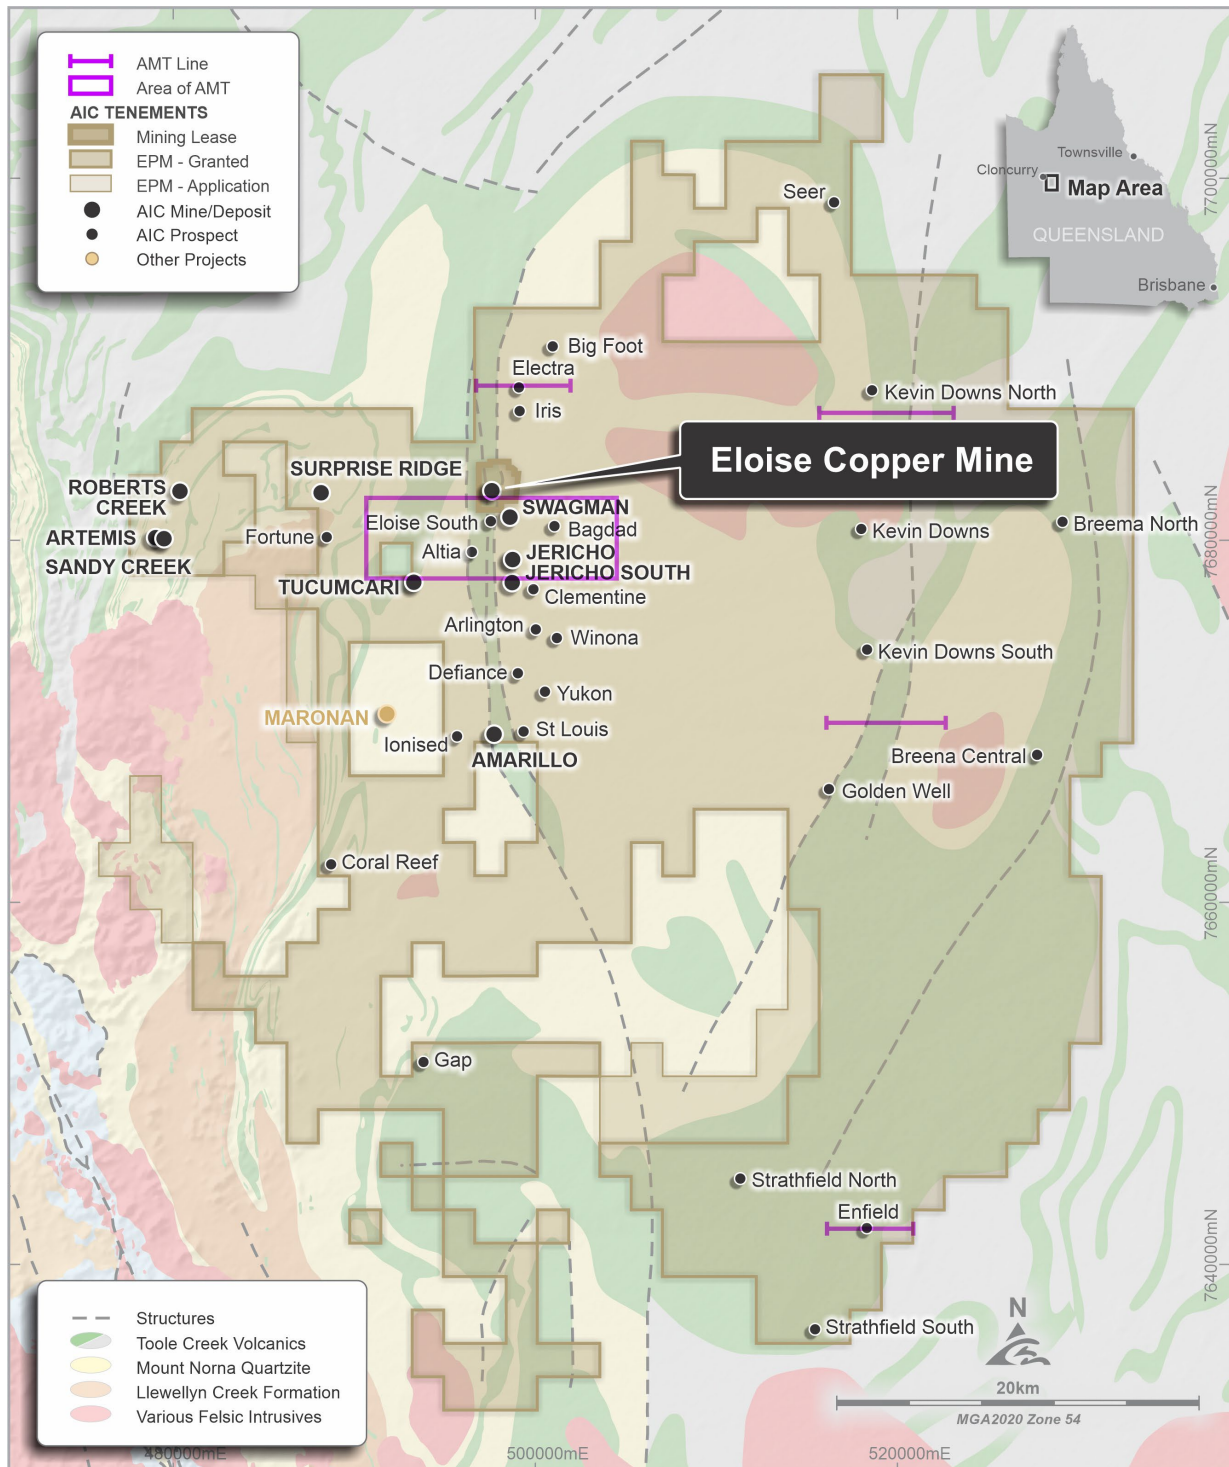 AMT Line
Area of AMT
AIC TENEMENTS
Mining Lease
EPM - Granted
EPM - Application
AIC Mine/Deposit
AIC Prospect
Other Projects
Townsville
Cloncurry
Map Area
QUEENSLAND
Brisbane
7700000mN
Seer
Big Foot
Electra
Kevin Downs North
Iris
Eloise Copper Mine
SURPRISE RIDGE
ROBERTS
CREEK
SWAGMAN
Eloise South
Bagdad
Kevin Downs
Breema North
ARTEMIS
Fortune
Altia
JERICHO
7680000mN
SANDY CREEK
JERICHO SOUTH
TUCUMCARI
Clementine
Arlington
Winona
Kevin Downs South
Defiance
Yukon
MARONAN
Ionised
St Louis
AMARILLO
Breena Central
Golden Well
Coral Reef
7660000mN
Gap
Strathfield North
Enfield
7640000mN
Strathfield South
N
20km
MGA2020 Zone 54
Structures
Toole Creek Volcanics
Mount Norna Quartzite
Llewellyn Creek Formation
Various Felsic Intrusives
480000mE
500000mE
520000mE